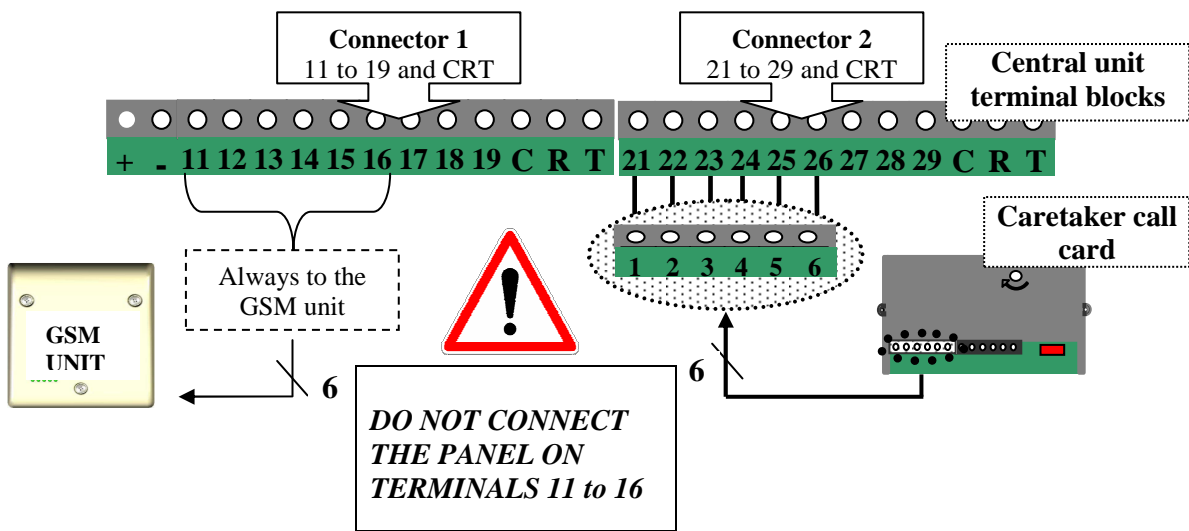 Connector 1
11 to 19 and CRT
Connector 2
21 to 29 and CRT
Central unit
terminal blocks
+ - 11 12 13 14 15 16 17 18 19 C R T
21 22 23 24 25 26 27 28 29 C R T
1 2 3 4 5 6
Caretaker call
card
Always to the
GSM unit
GSM
UNIT
6
6
DO NOT CONNECT
THE PANEL ON
TERMINALS 11 to 16